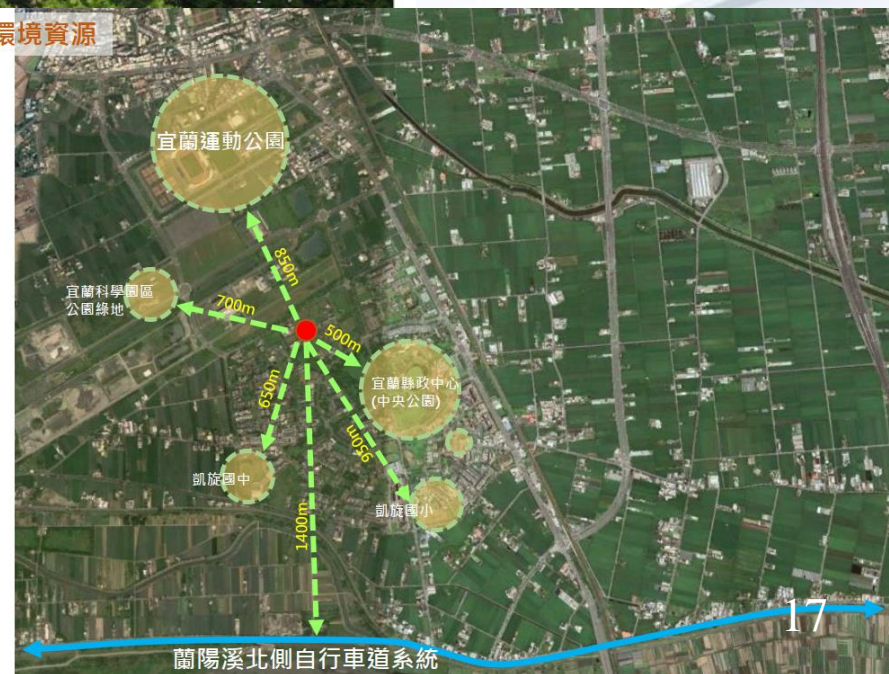 環境資源
宜蘭運動公園
850m
宜蘭科學園區
公園綠地
700m
500m
宜蘭縣政中心
(中央公園)
650m
950m
凱旋國中
凱旋國小
1400m
17
蘭陽溪北側自行車道系統